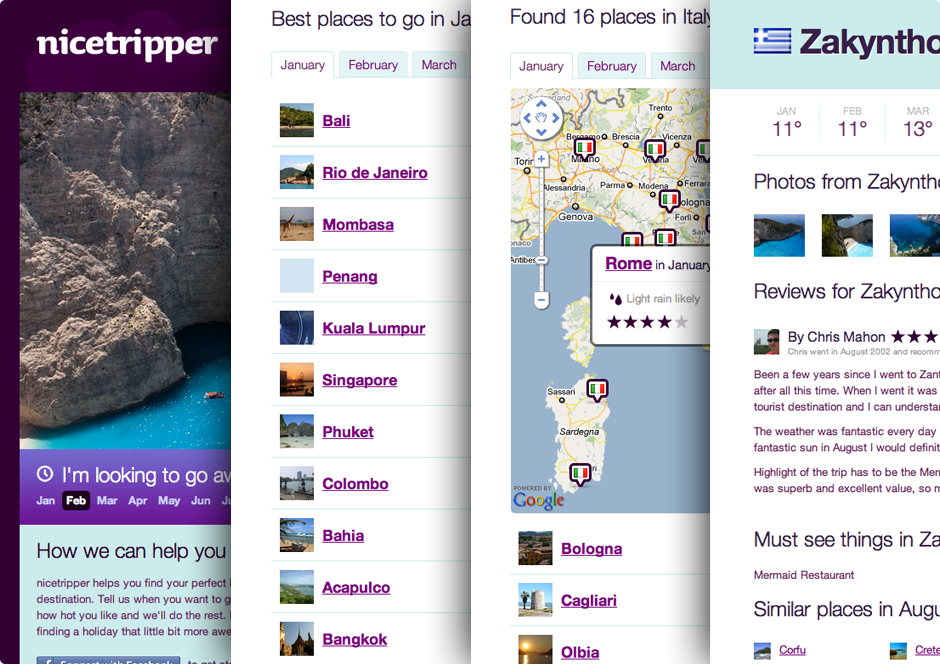 nicetripper
I'm looking to go aw
Jan Feb Mar Apr May Jun Ju
How we can help you
nicetripper helps you find your perfect
destination. Tell us when you want to g
how hot you like and we'll do the rest.
finding a holiday that little bit more awe
Connect with Facebook
Best places to go in Ja
January February March
Bali
Rio de Janeiro
Mombasa
Penang
Kuala Lumpur
Singapore
Phuket
Colombo
Bahia
Acapulco
Bangkok
Found 16 places in Italy
January February March
Switzerland
Trento
Bergamo Brescia Vicenza
Milano Verona
Torin
Alessandria Parma Modena Ferrara
Bologna
Genova
Forlì
Antibes
Rome in January
Light rain likely
Sassari
Sardegna
POWERED BY
Google
Bologna
Cagliari
Olbia
Zakyntho
JAN FEB MAR
11° 11° 13°
Photos from Zakyntho
Reviews for Zakyntho
By Chris Mahon
Chris went in August 2002 and recomm
Been a few years since I went to Zant
after all this time. When I went it was
tourist destination and I can understa
The weather was fantastic every day
fantastic sun in August I would definit
Highlight of the trip has to be the Mer
was superb and excellent value, so m
Must see things in Za
Mermaid Restaurant
Similar places in Augu
Corfu Crete